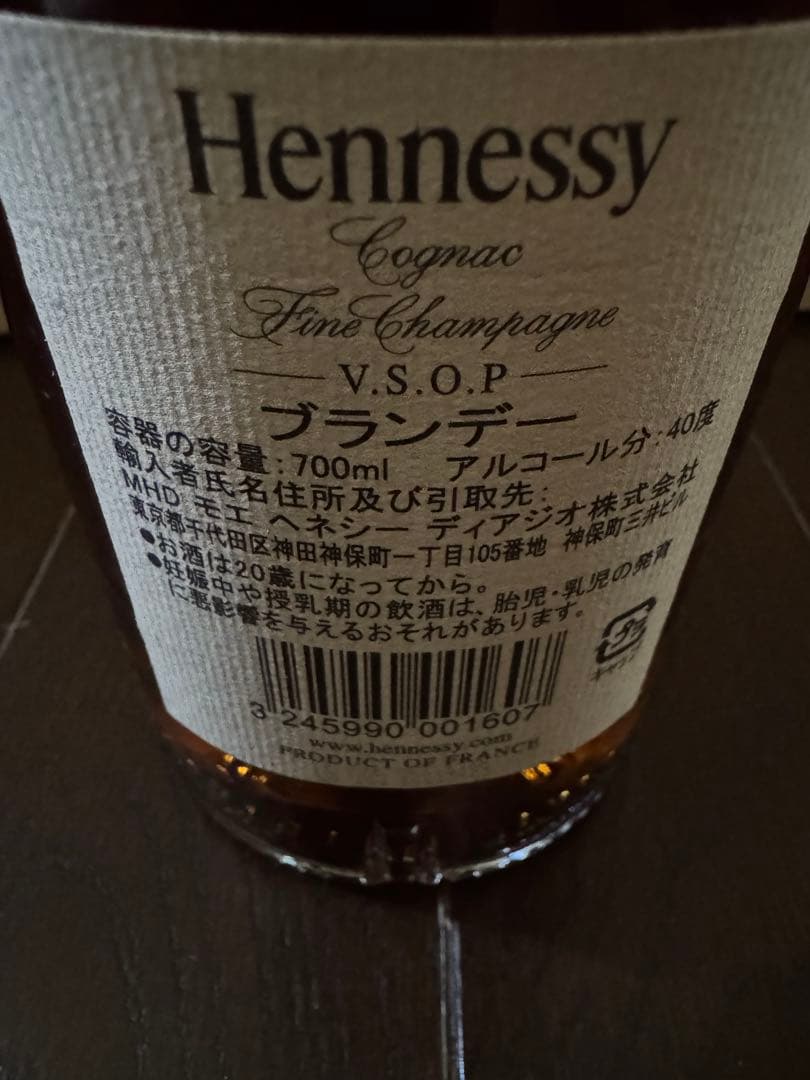 Hennessy
Cognac
Fine Champagne
V.S.O.P
ブランデー
容器の容量:700ml アルコール分:40度
輸入者氏名住所及び引取先:
MHD モエ ヘネシー ディアジオ株式会社
東京都千代田区神田神保町一丁目105番地 神保町三井ビル
●お酒は20歳になってから。
●妊娠中や授乳期の飲酒は、胎児・乳児の発育
に悪影響を与えるおそれがあります。
キャップ
3 245990 001607
www.hennessy.com
PRODUCT OF FRANCE